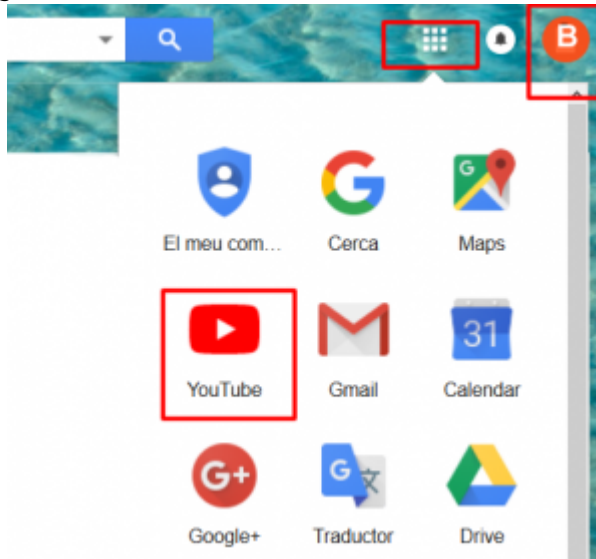 B
El meu com... Cerca Maps
31
YouTube Gmail Calendar
G+ G
Google+ Traductor Drive